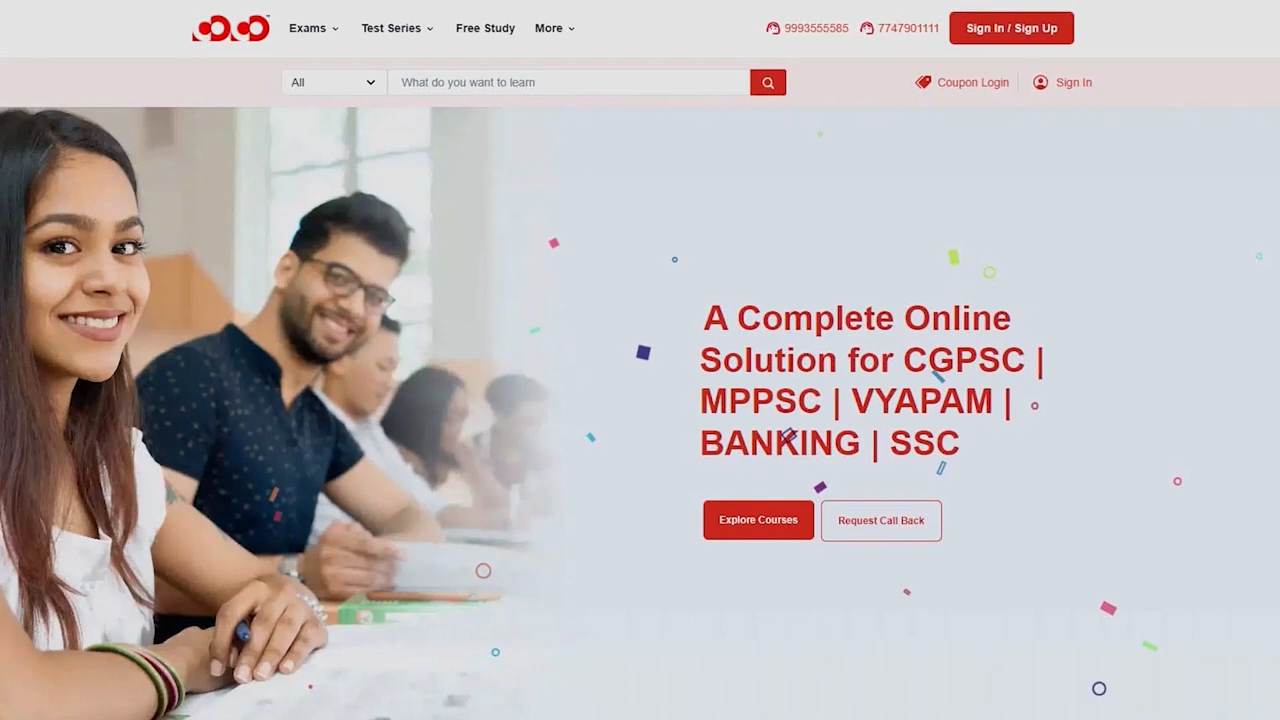 Exams
Test Series
Free Study
More
9993555585
7747901111
Sign In / Sign Up
All
What do you want to learn
Coupon Login
Sign In
A Complete Online
Solution for CGPSC |
MPPSC | VYAPAM |
BANKING | SSC
Explore Courses
Request Call Back